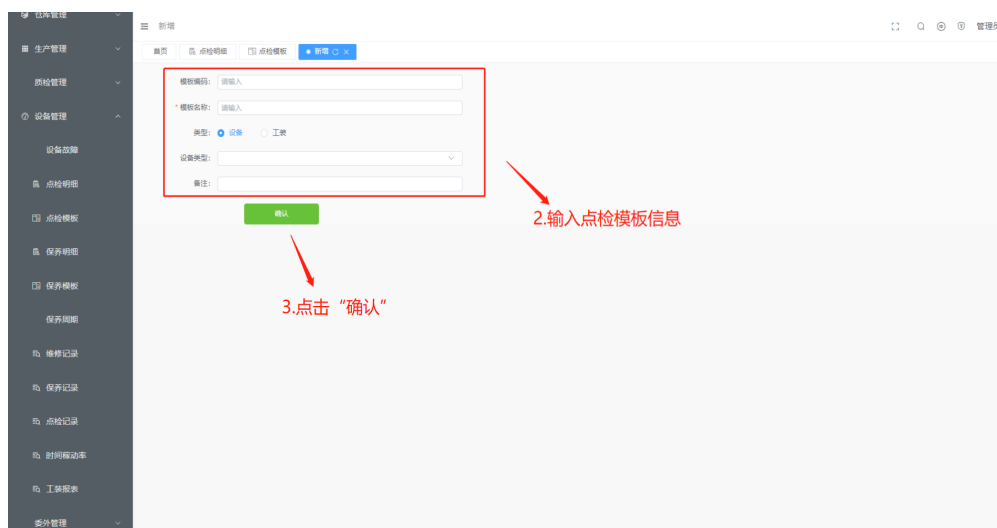 仓库管理
新增
管理员
生产管理
首页
点检明细
点检模板
新增
质检管理
模板编码:
请输入
* 模板名称:
请输入
设备管理
类型:
设备
工装
设备故障
设备类型:
点检明细
备注:
点检模板
确认
2.输入点检模板信息
保养明细
保养模板
3.点击“确认”
保养周期
维修记录
保养记录
点检记录
时间稼动率
工装报表
委外管理